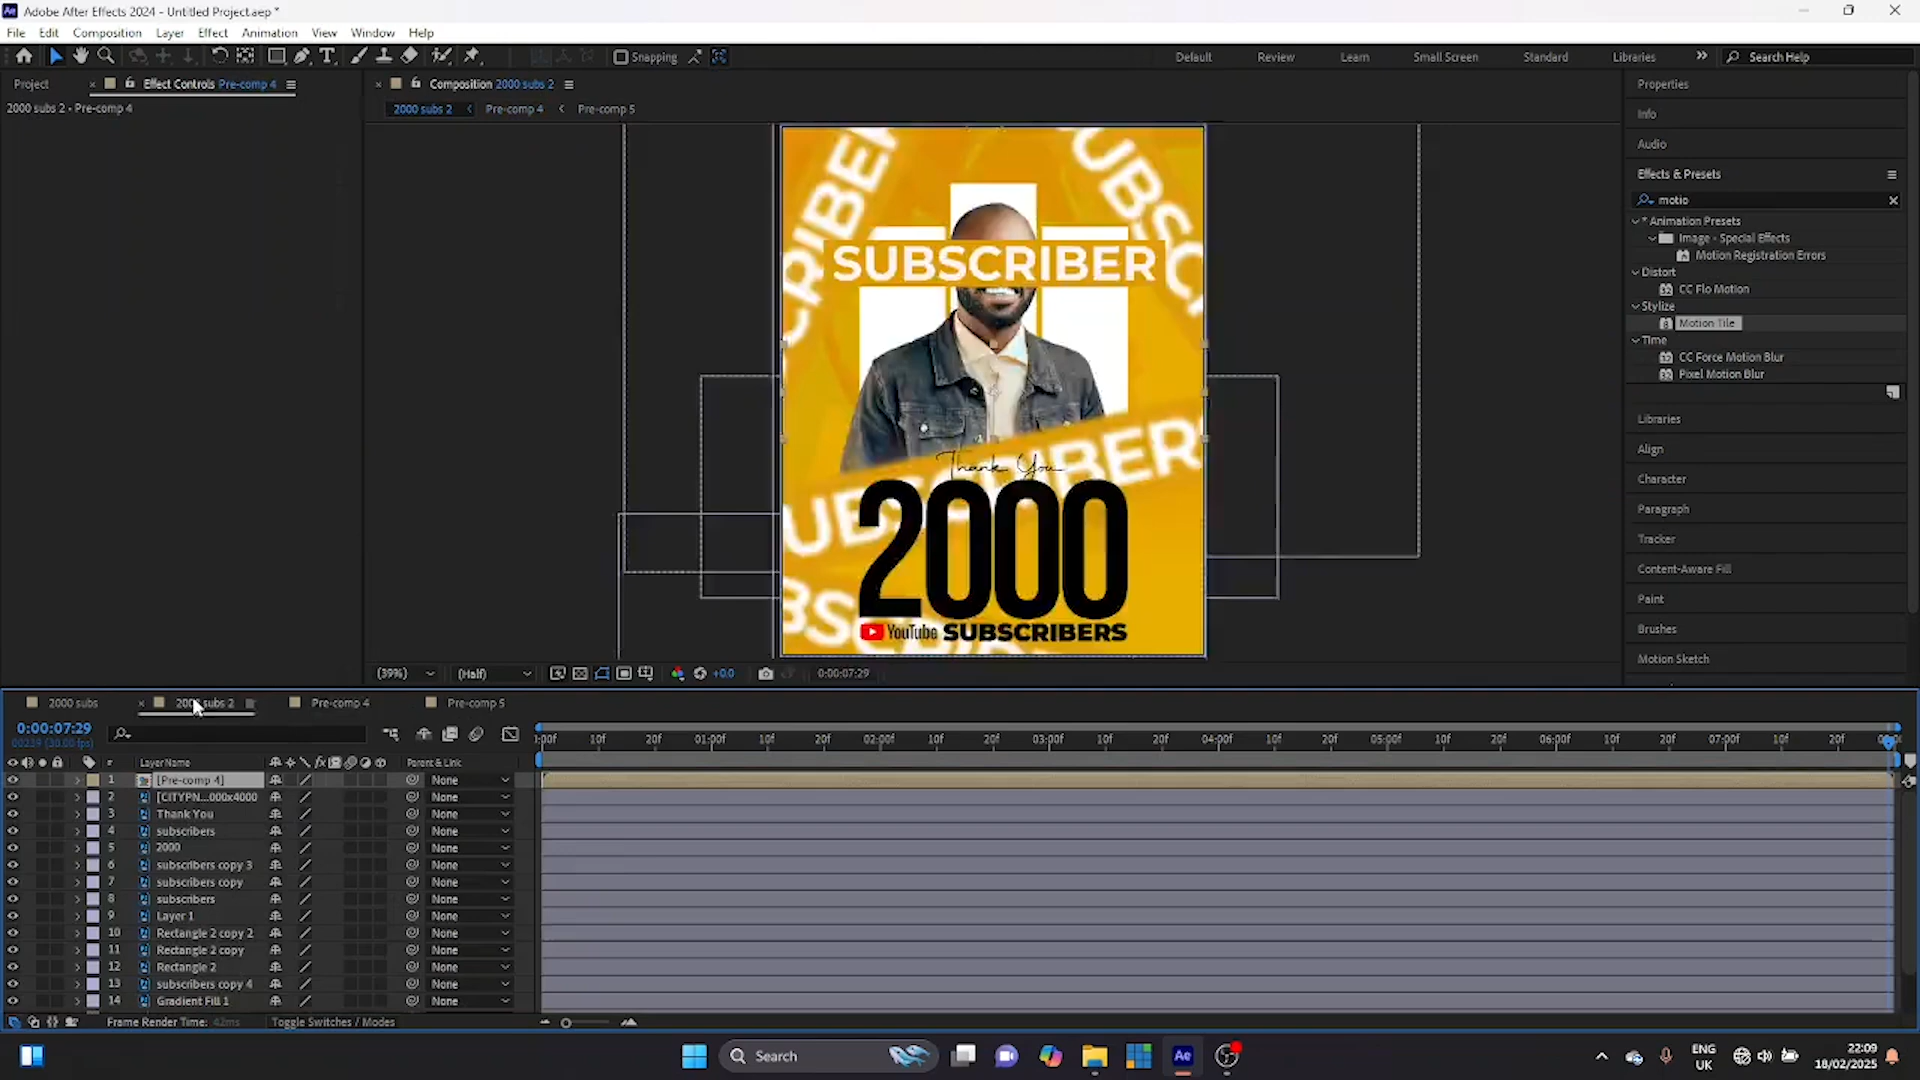 Adobe After Effects 2024 - Untitled Project.aep *
File Edit Composition Layer Effect Animation View Window Help
Snapping
Default Review Learn Small Screen Standard Libraries
Search Help
Project
Effect Controls Pre-comp 4
2000 subs 2 • Pre-comp 4
Composition 2000 subs 2
2000 subs 2 Pre-comp 4 Pre-comp 5
SUBSCRIBER
Thank You
2000
YouTube SUBSCRIBERS
(39%) (Half) +0.0 0:00:07:29
Properties
Info
Audio
Effects & Presets
motio
* Animation Presets
Image - Special Effects
Motion Registration Errors
Distort
CC Flo Motion
Stylize
Motion Tile
Time
CC Force Motion Blur
Pixel Motion Blur
Libraries
Align
Character
Paragraph
Tracker
Content-Aware Fill
Paint
Brushes
Motion Sketch
2000 subs 2000 subs 2 Pre-comp 4 Pre-comp 5
0:00:07:29
00239 (30.00 fps)
:00f 10f 20f 01:00f 10f 20f 02:00f 10f 20f 03:00f 10f 20f 04:00f 10f 20f 05:00f 10f 20f 06:00f 10f 20f 07:00f 10f 20f
# Layer Name Parent & Link
1 [Pre-comp 4] None
2 [CITYPN...000x4000 None
3 Thank You None
4 subscribers None
5 2000 None
6 subscribers copy 3 None
7 subscribers copy None
8 subscribers None
9 Layer 1 None
10 Rectangle 2 copy 2 None
11 Rectangle 2 copy None
12 Rectangle 2 None
13 subscribers copy 4 None
14 Gradient Fill 1 None
Frame Render Time: 42ms Toggle Switches / Modes
Search
ENG
UK
22:09
18/02/2025